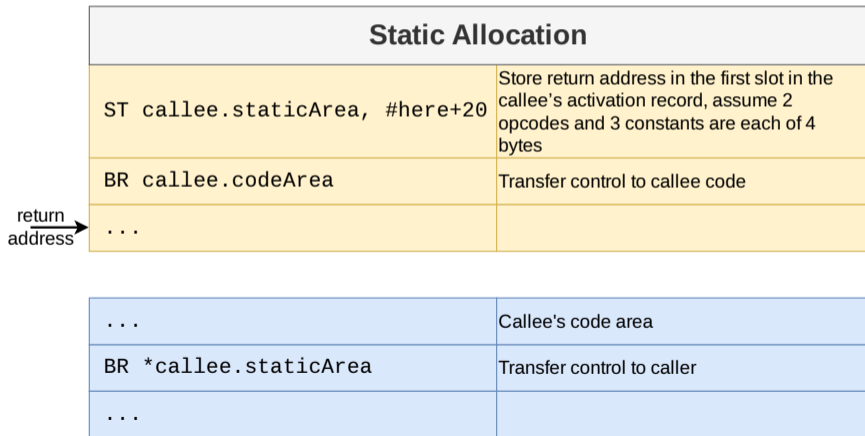 Static Allocation
ST callee.staticArea, #here+20
Store return address in the first slot in the
callee's activation record, assume 2
opcodes and 3 constants are each of 4
bytes
BR callee.codeArea
Transfer control to callee code
return
address
...
...
Callee's code area
BR *callee.staticArea
Transfer control to caller
...